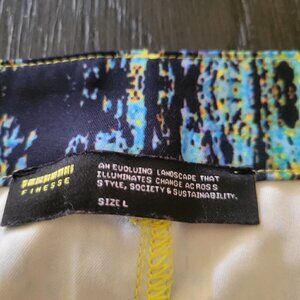 FINESSE
AN EVOLVING LANDSCAPE THAT
ILLUMINATES CHANGE ACROSS
STYLE, SOCIETY & SUSTAINABILITY.
SIZE L